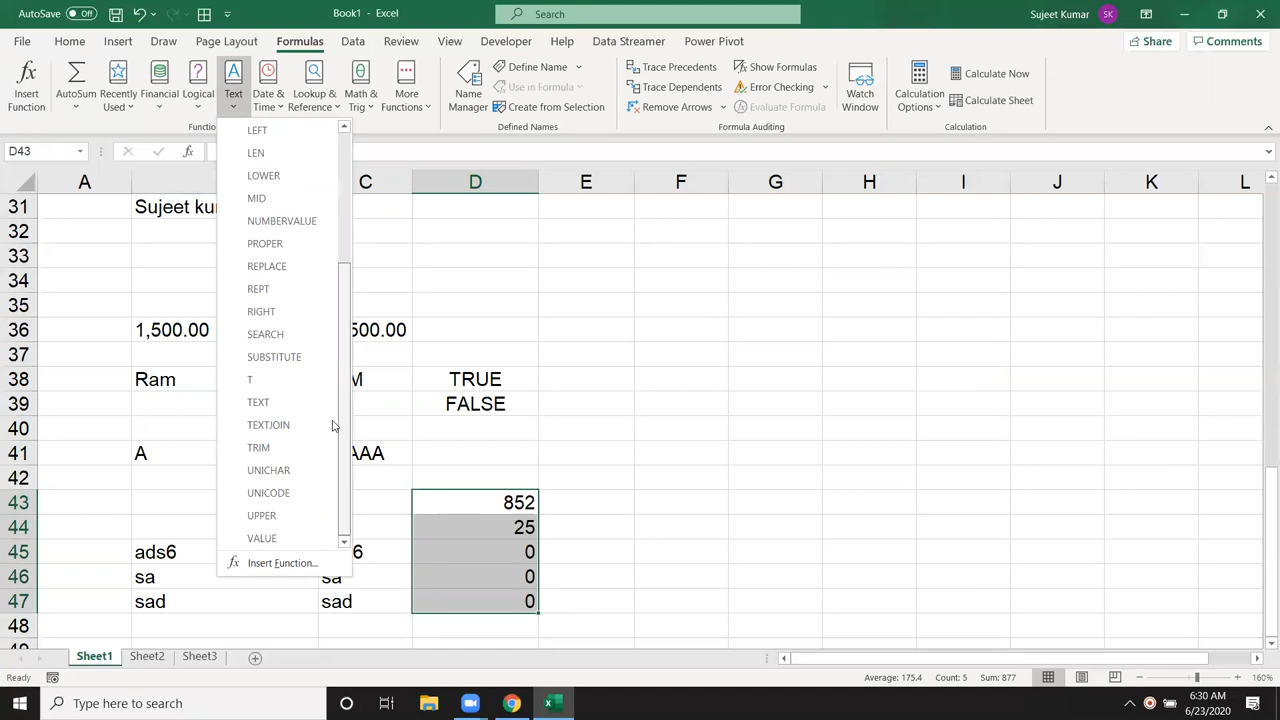 AutoSave Off Book1 - Excel Search Sujeet Kumar SK
File Home Insert Draw Page Layout Formulas Data Review View Developer Help Data Streamer Power Pivot Share Comments
Insert Function AutoSum Recently Used Financial Logical Text Date & Time Lookup & Reference Math & Trig More Functions
Name Manager Define Name Use in Formula Create from Selection
Trace Precedents Trace Dependents Remove Arrows Show Formulas Error Checking Evaluate Formula Watch Window
Calculation Options Calculate Now Calculate Sheet
Defined Names Formula Auditing Calculation
D43 fx
A C D E F G H I J K L
LEFT
LEN
LOWER
MID
NUMBERVALUE
PROPER
REPLACE
REPT
RIGHT
SEARCH
SUBSTITUTE
T
TEXT
TEXTJOIN
TRIM
UNICHAR
UNICODE
UPPER
VALUE
fx Insert Function...
31 Sujeet ku
32
33
34
35
36 1,500.00 500.00
37
38 Ram M TRUE
39 FALSE
40
41 A AAA
42
43 852
44 25
45 ads6 6 0
46 sa sa 0
47 sad sad 0
48
Sheet1 Sheet2 Sheet3
Ready Average: 175.4 Count: 5 Sum: 877 160%
Type here to search 6:30 AM
6/23/2020